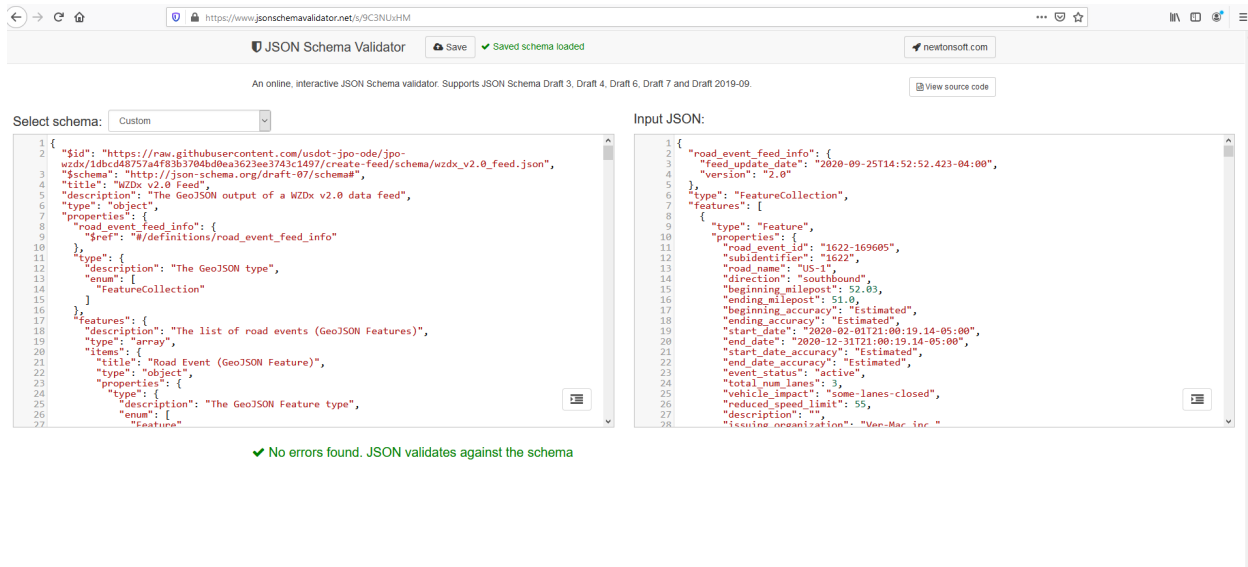 https://www.jsonschemavalidator.net/s/9C3NUxHM
JSON Schema Validator
Save
Saved schema loaded
newtonsoft.com
An online, interactive JSON Schema validator. Supports JSON Schema Draft 3, Draft 4, Draft 6, Draft 7 and Draft 2019-09.
View source code
Select schema:
Custom
1 {
2 "$id": "https://raw.githubusercontent.com/usdot-jpo-ode/jpo-
wzdx/1dbcd48757a4f83b3704bd0ea3623ee3743c1497/create-feed/schema/wzdx_v2.0_feed.json",
3 "$schema": "http://json-schema.org/draft-07/schema#",
4 "title": "WZDx v2.0 Feed",
5 "description": "The GeoJSON output of a WZDx v2.0 data feed",
6 "type": "object",
7 "properties": {
8 "road_event_feed_info": {
9 "$ref": "#/definitions/road_event_feed_info"
10 },
11 "type": {
12 "description": "The GeoJSON type",
13 "enum": [
14 "FeatureCollection"
15 ]
16 },
17 "features": {
18 "description": "The list of road events (GeoJSON Features)",
19 "type": "array",
20 "items": {
21 "title": "Road Event (GeoJSON Feature)",
22 "type": "object",
23 "properties": {
24 "type": {
25 "description": "The GeoJSON Feature type",
26 "enum": [
27 "Feature"
Input JSON:
1 {
2 "road_event_feed_info": {
3 "feed_update_date": "2020-09-25T14:52:52.423-04:00",
4 "version": "2.0"
5 },
6 "type": "FeatureCollection",
7 "features": [
8 {
9 "type": "Feature",
10 "properties": {
11 "road_event_id": "1622-169605",
12 "subidentifier": "1622",
13 "road_name": "US-1",
14 "direction": "southbound",
15 "beginning_milepost": 52.03,
16 "ending_milepost": 51.0,
17 "beginning_accuracy": "Estimated",
18 "ending_accuracy": "Estimated",
19 "start_date": "2020-02-01T21:00:19.14-05:00",
20 "end_date": "2020-12-31T21:00:19.14-05:00",
21 "start_date_accuracy": "Estimated",
22 "end_date_accuracy": "Estimated",
23 "event_status": "active",
24 "total_num_lanes": 3,
25 "vehicle_impact": "some-lanes-closed",
26 "reduced_speed_limit": 55,
27 "description": "",
28 "issuing_organization": "Ver-Mac inc."
No errors found. JSON validates against the schema